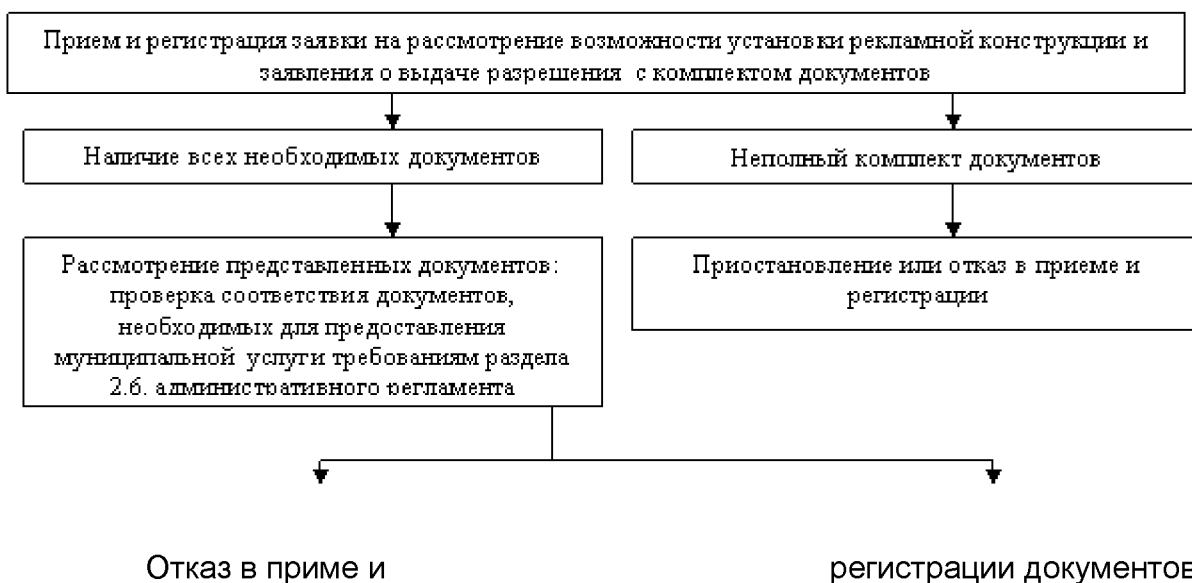 Прием и регистрация заявки на рассмотрение возможности установки рекламной конструкции и
заявления о выдаче разрешения с комплектом документов
Наличие всех необходимых документов
Неполный комплект документов
Рассмотрение представленных документов:
проверка соответствия документов,
необходимых для предоставления
муниципальной услуги требованиям раздела
2.6. административного регламента
Приостановление или отказ в приеме и
регистрации
Отказ в приме и
регистрации документов